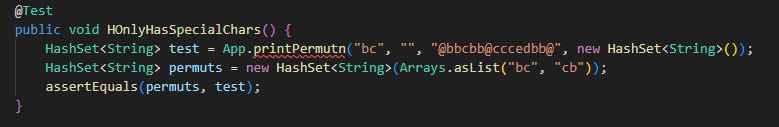 @Test
public void HOnlyHasSpecialChars() {
HashSet<String> test = App.printPermutn("bc", "", "@bbcbb@cccedbb@", new HashSet<String>());
HashSet<String> permuts = new HashSet<String>(Arrays.asList("bc", "cb"));
assertEquals(permuts, test);
}